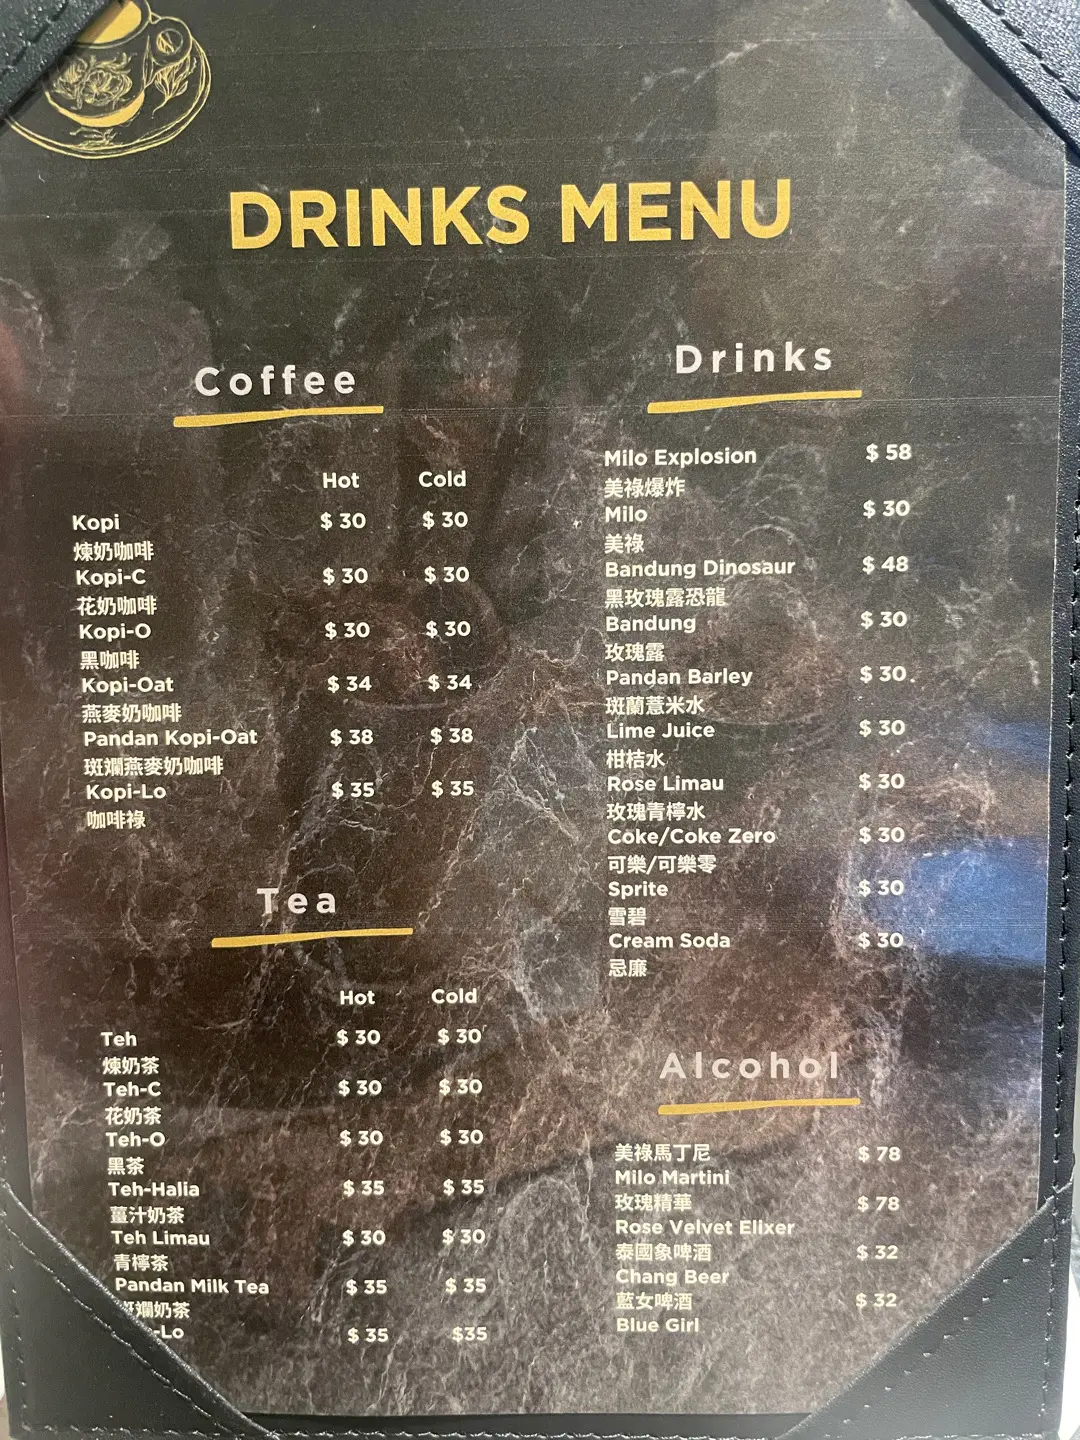 DRINKS MENU
Coffee
Hot Cold
Kopi $ 30 $ 30
煉奶咖啡
Kopi-C $ 30 $ 30
花奶咖啡
Kopi-O $ 30 $ 30
黑咖啡
Kopi-Oat $ 34 $ 34
燕麥奶咖啡
Pandan Kopi-Oat $ 38 $ 38
斑斕燕麥奶咖啡
Kopi-Lo $ 35 $ 35
咖啡祿
Tea
Hot Cold
Teh $ 30 $ 30
煉奶茶
Teh-C $ 30 $ 30
花奶茶
Teh-O $ 30 $ 30
黑茶
Teh-Halia $ 35 $ 35
薑汁奶茶
Teh Limau $ 30 $ 30
青檸茶
Pandan Milk Tea $ 35 $ 35
斑斕奶茶
-Lo $ 35 $35
Drinks
Milo Explosion $ 58
美祿爆炸
Milo $ 30
美祿
Bandung Dinosaur $ 48
黑玫瑰露恐龍
Bandung $ 30
玫瑰露
Pandan Barley $ 30.
斑蘭薏米水
Lime Juice $ 30
柑桔水
Rose Limau $ 30
玫瑰青檸水
Coke/Coke Zero $ 30
可樂/可樂零
Sprite $ 30
雪碧
Cream Soda $ 30
忌廉
Alcohol
美祿馬丁尼 $ 78
Milo Martini
玫瑰精華 $ 78
Rose Velvet Elixer
泰國象啤酒 $ 32
Chang Beer
藍女啤酒 $ 32
Blue Girl